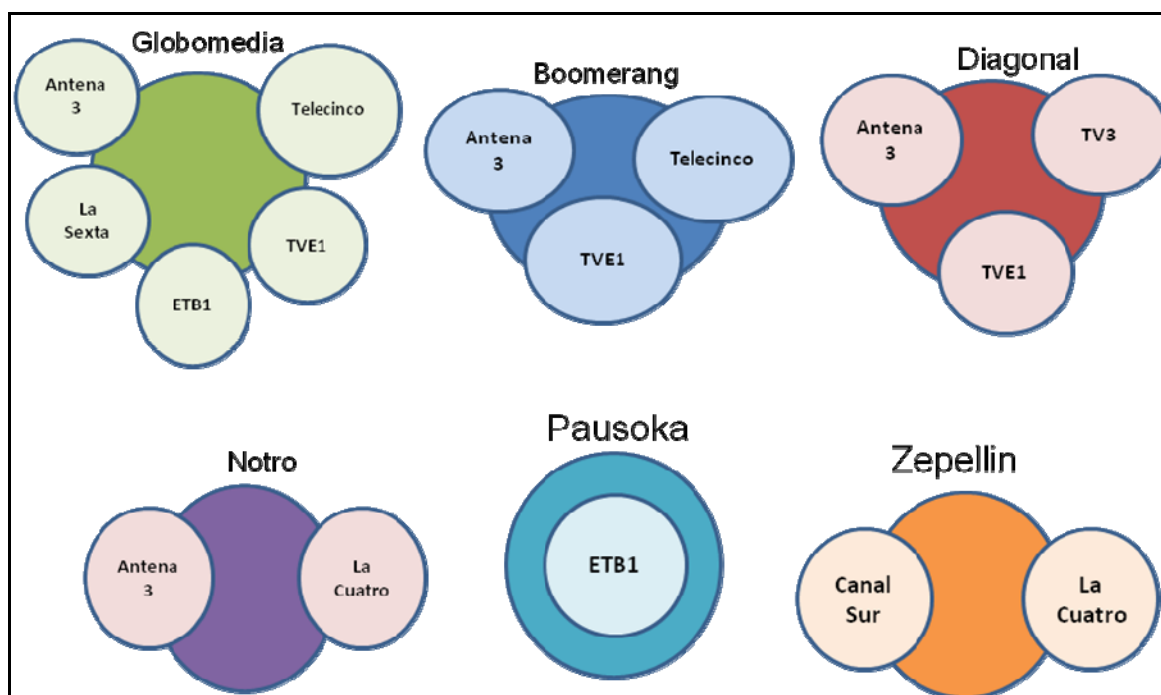 Globomedia
Antena
3
Telecinco
La
Sexta
TVE1
ETB1
Boomerang
Antena
3
Telecinco
TVE1
Diagonal
Antena
3
TV3
TVE1
Notro
Antena
3
La
Cuatro
Pausoka
ETB1
Zepellin
Canal
Sur
La
Cuatro